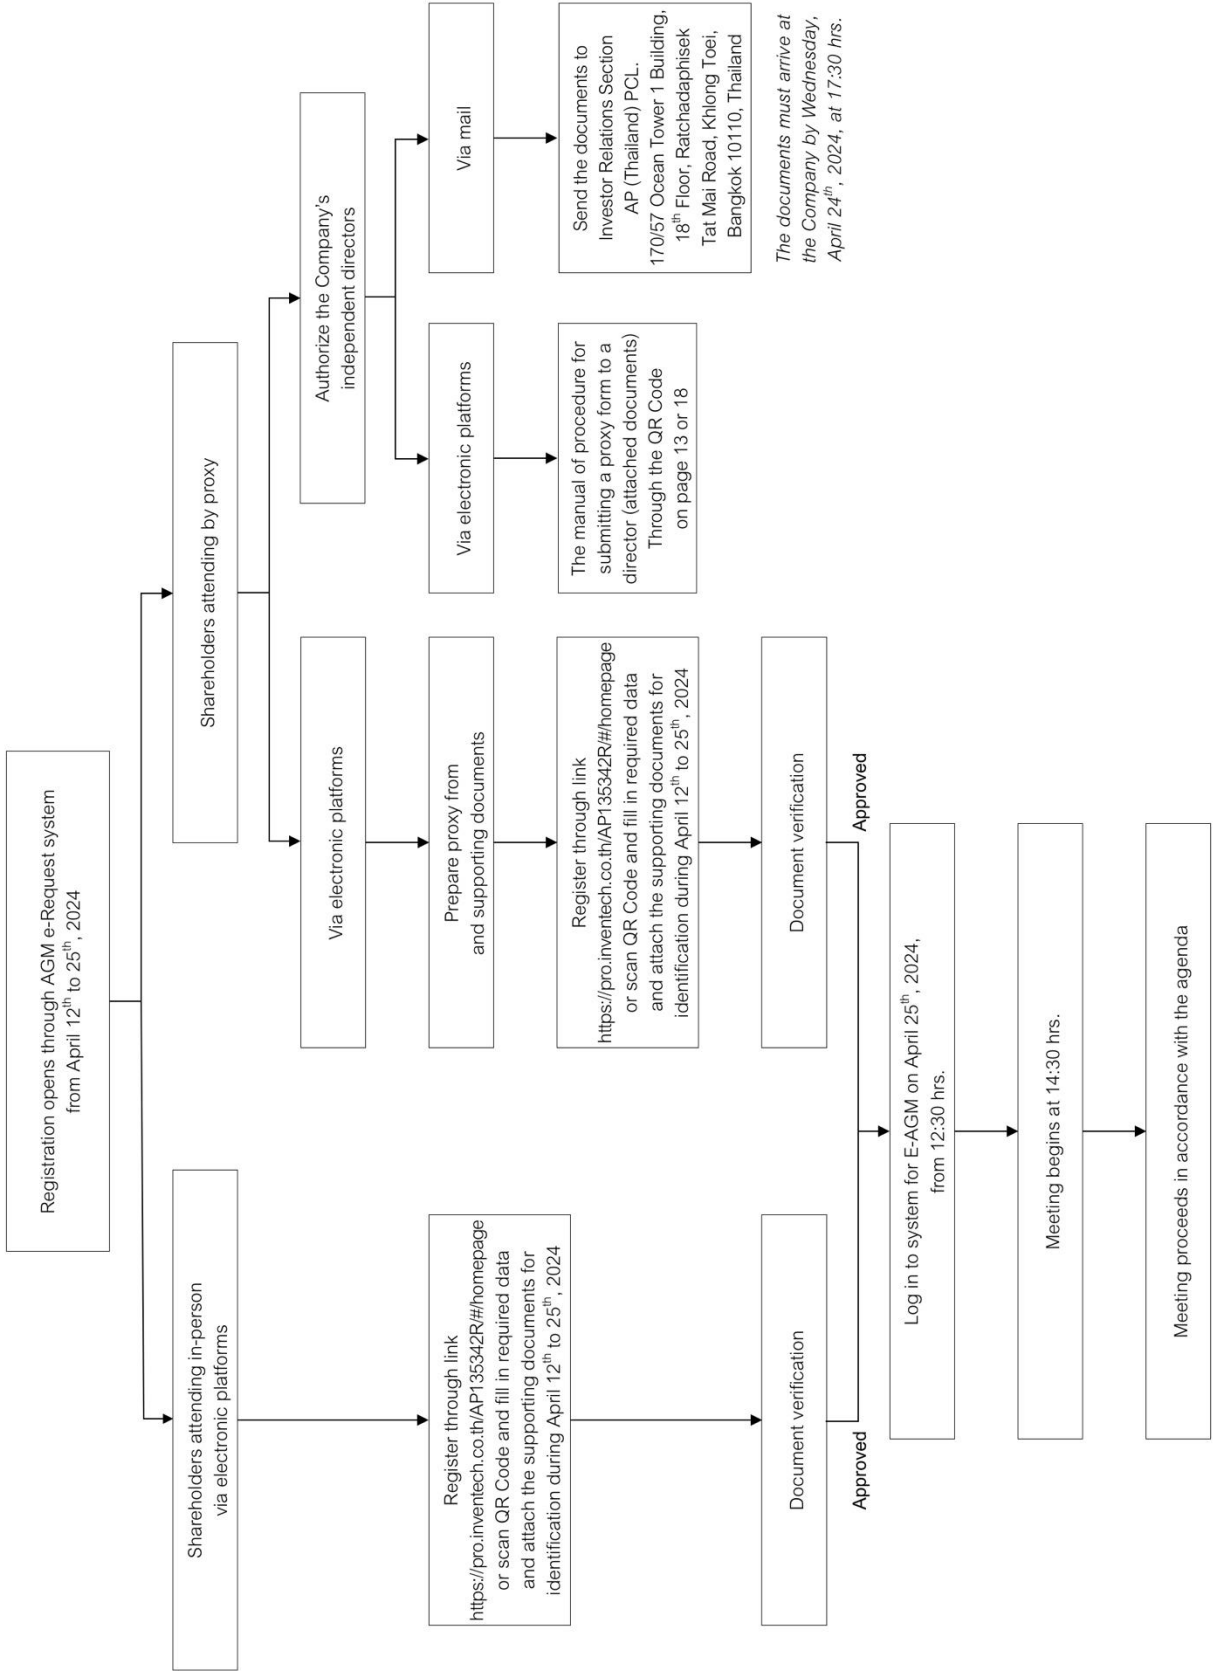 Registration opens through AGM e-Request system
from April 12th to 25th, 2024
Shareholders attending in-person
via electronic platforms
Shareholders attending by proxy
Via electronic platforms
Authorize the Company's
independent directors
Register through link
https://pro.inventech.co.th/AP135342R/#/homepage
or scan QR Code and fill in required data
and attach the supporting documents for
identification during April 12th to 25th, 2024
Prepare proxy from
and supporting documents
Via electronic platforms
Via mail
Register through link
https://pro.inventech.co.th/AP135342R/#/homepage
or scan QR Code and fill in required data
and attach the supporting documents for
identification during April 12th to 25th, 2024
The manual of procedure for
submitting a proxy form to a
director (attached documents)
Through the QR Code
on page 13 or 18
Send the documents to
Investor Relations Section
AP (Thailand) PCL.
170/57 Ocean Tower 1 Building,
18th Floor, Ratchadaphisek
Tat Mai Road, Khlong Toei,
Bangkok 10110, Thailand
The documents must arrive at
the Company by Wednesday,
April 24th, 2024, at 17:30 hrs.
Document verification
Document verification
Approved
Approved
Log in to system for E-AGM on April 25th, 2024,
from 12:30 hrs.
Meeting begins at 14:30 hrs.
Meeting proceeds in accordance with the agenda